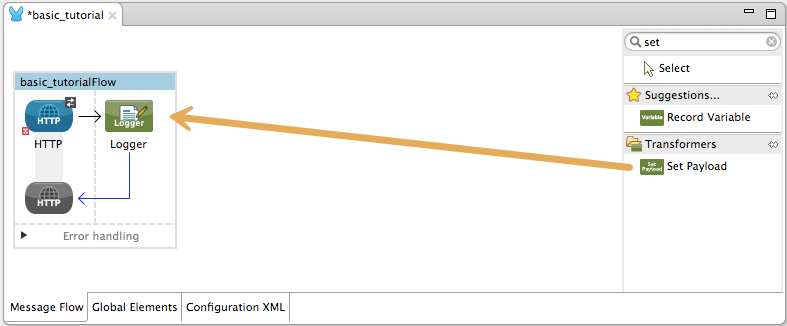 *basic_tutorial
set
Select
Suggestions...
Variable Record Variable
Transformers
Set Payload Set Payload
basic_tutorialFlow
HTTP
Logger
HTTP
Logger
HTTP
Error handling
Message Flow
Global Elements
Configuration XML